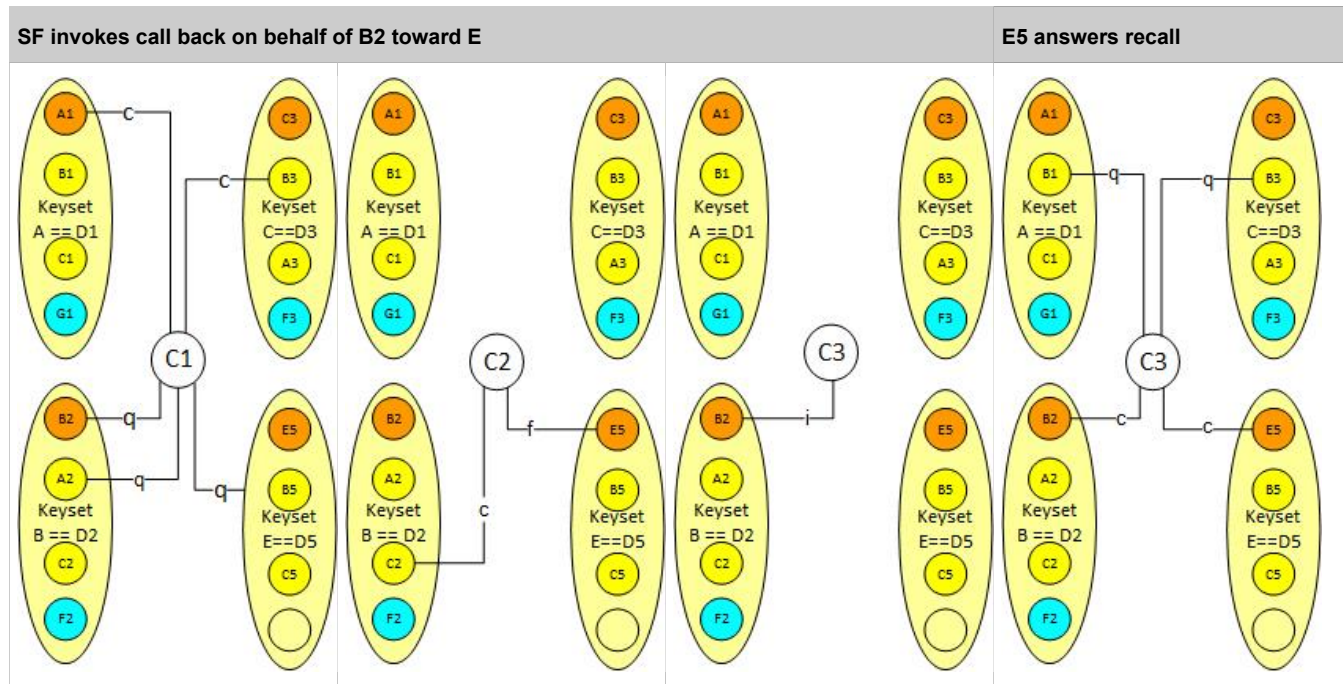 SF invokes call back on behalf of B2 toward E
E5 answers recall
A1
c
B1
Keyset
A == D1
C1
G1
C3
c
B3
Keyset
C==D3
A3
F3
C1
B2
q
A2
q
Keyset
B == D2
C2
F2
E5
q
B5
Keyset
E==D5
C5
A1
B1
Keyset
A == D1
C1
G1
C3
B3
Keyset
C==D3
A3
F3
C2
B2
A2
Keyset
B == D2
C2
F2
c
f
E5
B5
Keyset
E==D5
C5
A1
B1
Keyset
A == D1
C1
G1
C3
B3
Keyset
C==D3
A3
F3
C3
B2
i
A2
Keyset
B == D2
C2
F2
E5
B5
Keyset
E==D5
C5
A1
B1
q
Keyset
A == D1
C1
G1
C3
q
B3
Keyset
C==D3
A3
F3
C3
B2
c
A2
Keyset
B == D2
C2
F2
c
E5
B5
Keyset
E==D5
C5